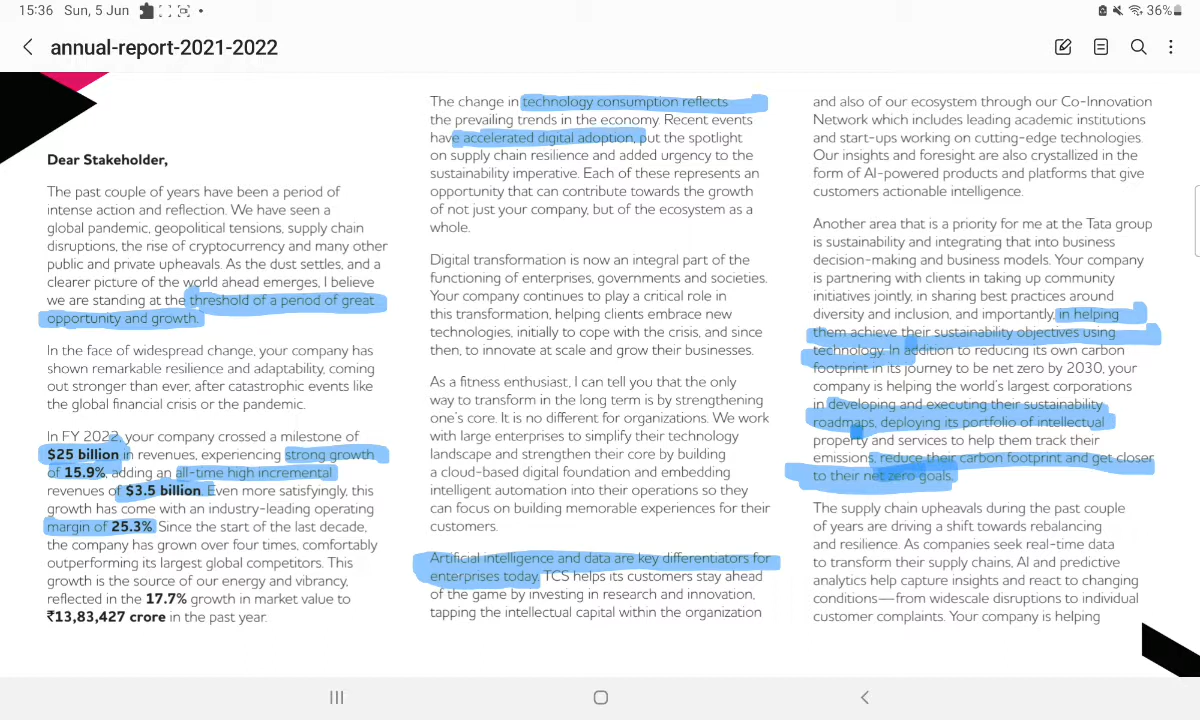 15:36 Sun, 5 Jun
36%
annual-report-2021-2022
Dear Stakeholder,
The past couple of years have been a period of
intense action and reflection. We have seen a
global pandemic, geopolitical tensions, supply chain
disruptions, the rise of cryptocurrency and many other
public and private upheavals. As the dust settles, and a
clearer picture of the world ahead emerges, I believe
we are standing at the threshold of a period of great
opportunity and growth.
In the face of widespread change, your company has
shown remarkable resilience and adaptability, coming
out stronger than ever, after catastrophic events like
the global financial crisis or the pandemic.
In FY 2022, your company crossed a milestone of
$25 billion in revenues, experiencing strong growth
of 15.9%, adding an all-time high incremental
revenues of $3.5 billion. Even more satisfyingly, this
growth has come with an industry-leading operating
margin of 25.3%. Since the start of the last decade,
the company has grown over four times, comfortably
outperforming its largest global competitors. This
growth is the source of our energy and vibrancy,
reflected in the 17.7% growth in market value to
₹13,83,427 crore in the past year.
The change in technology consumption reflects
the prevailing trends in the economy. Recent events
have accelerated digital adoption, put the spotlight
on supply chain resilience and added urgency to the
sustainability imperative. Each of these represents an
opportunity that can contribute towards the growth
of not just your company, but of the ecosystem as a
whole.
Digital transformation is now an integral part of the
functioning of enterprises, governments and societies.
Your company continues to play a critical role in
this transformation, helping clients embrace new
technologies, initially to cope with the crisis, and since
then, to innovate at scale and grow their businesses.
As a fitness enthusiast, I can tell you that the only
way to transform in the long term is by strengthening
one's core. It is no different for organizations. We work
with large enterprises to simplify their technology
landscape and strengthen their core by building
a cloud-based digital foundation and embedding
intelligent automation into their operations so they
can focus on building memorable experiences for their
customers.
Artificial intelligence and data are key differentiators for
enterprises today. TCS helps its customers stay ahead
of the game by investing in research and innovation,
tapping the intellectual capital within the organization
and also of our ecosystem through our Co-Innovation
Network which includes leading academic institutions
and start-ups working on cutting-edge technologies.
Our insights and foresight are also crystallized in the
form of AI-powered products and platforms that give
customers actionable intelligence.
Another area that is a priority for me at the Tata group
is sustainability and integrating that into business
decision-making and business models. Your company
is partnering with clients in taking up community
initiatives jointly, in sharing best practices around
diversity and inclusion, and importantly, in helping
them achieve their sustainability objectives using
technology. In addition to reducing its own carbon
footprint in its journey to be net zero by 2030, your
company is helping the world's largest corporations
in developing and executing their sustainability
roadmaps, deploying its portfolio of intellectual
property and services to help them track their
emissions, reduce their carbon footprint and get closer
to their net zero goals.
The supply chain upheavals during the past couple
of years are driving a shift towards rebalancing
and resilience. As companies seek real-time data
to transform their supply chains, AI and predictive
analytics help capture insights and react to changing
conditions—from widescale disruptions to individual
customer complaints. Your company is helping